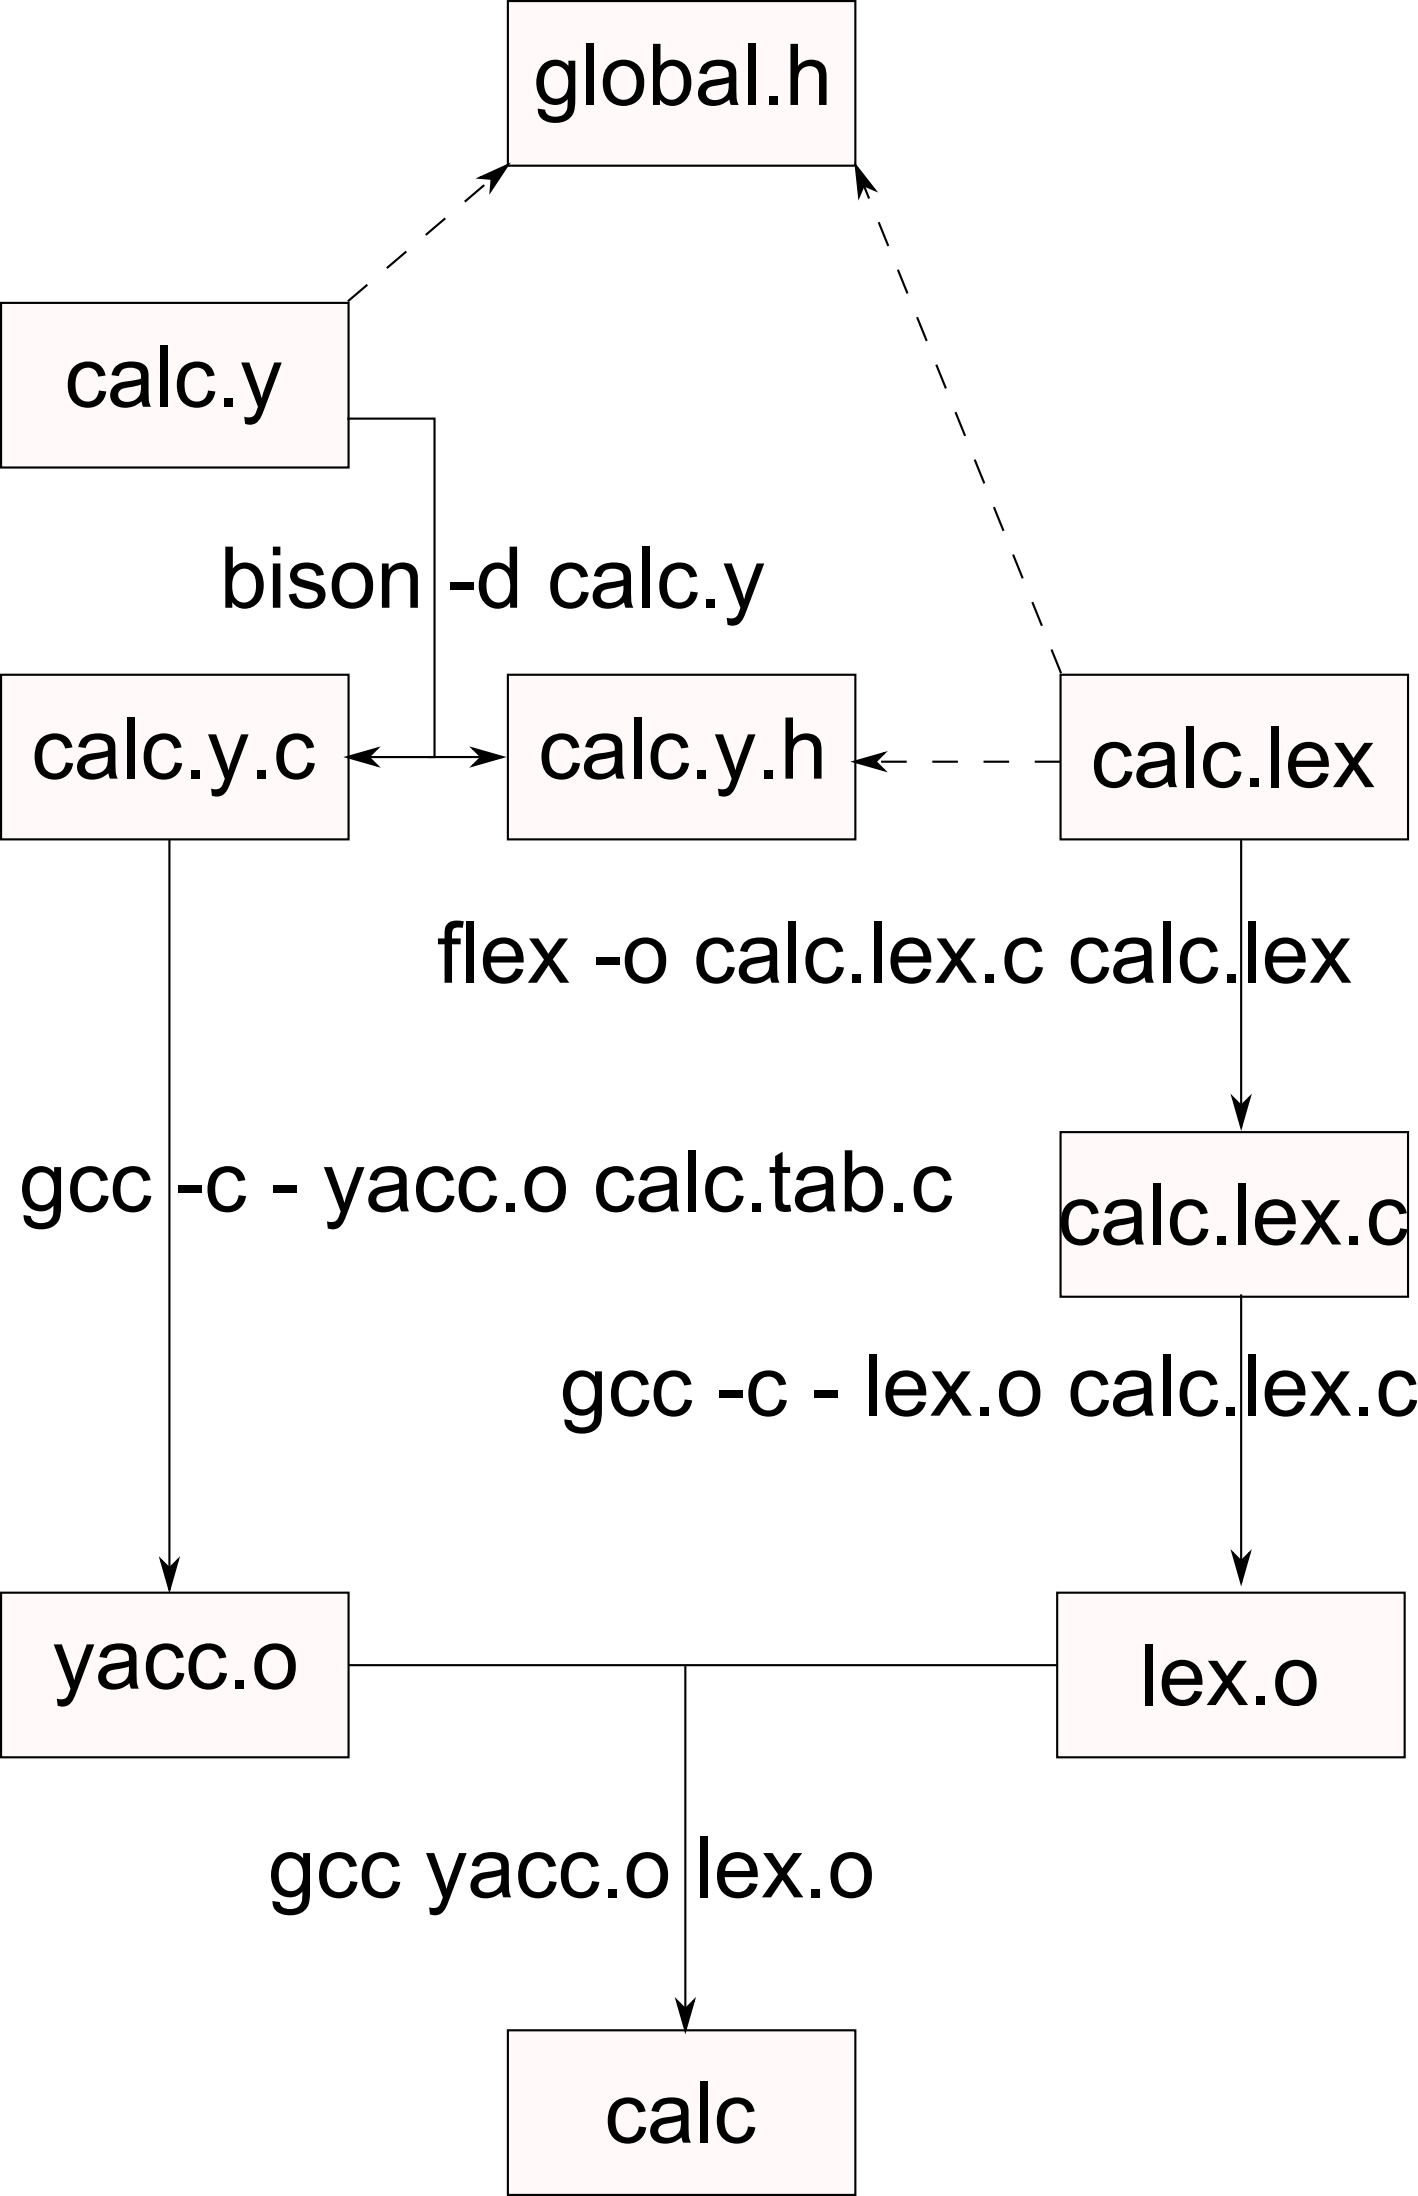 global.h
calc.y
bison -d calc.y
calc.y.c
calc.y.h
calc.lex
flex -o calc.lex.c calc.lex
gcc -c - yacc.o calc.tab.c
calc.lex.c
gcc -c - lex.o calc.lex.c
yacc.o
lex.o
gcc yacc.o lex.o
calc